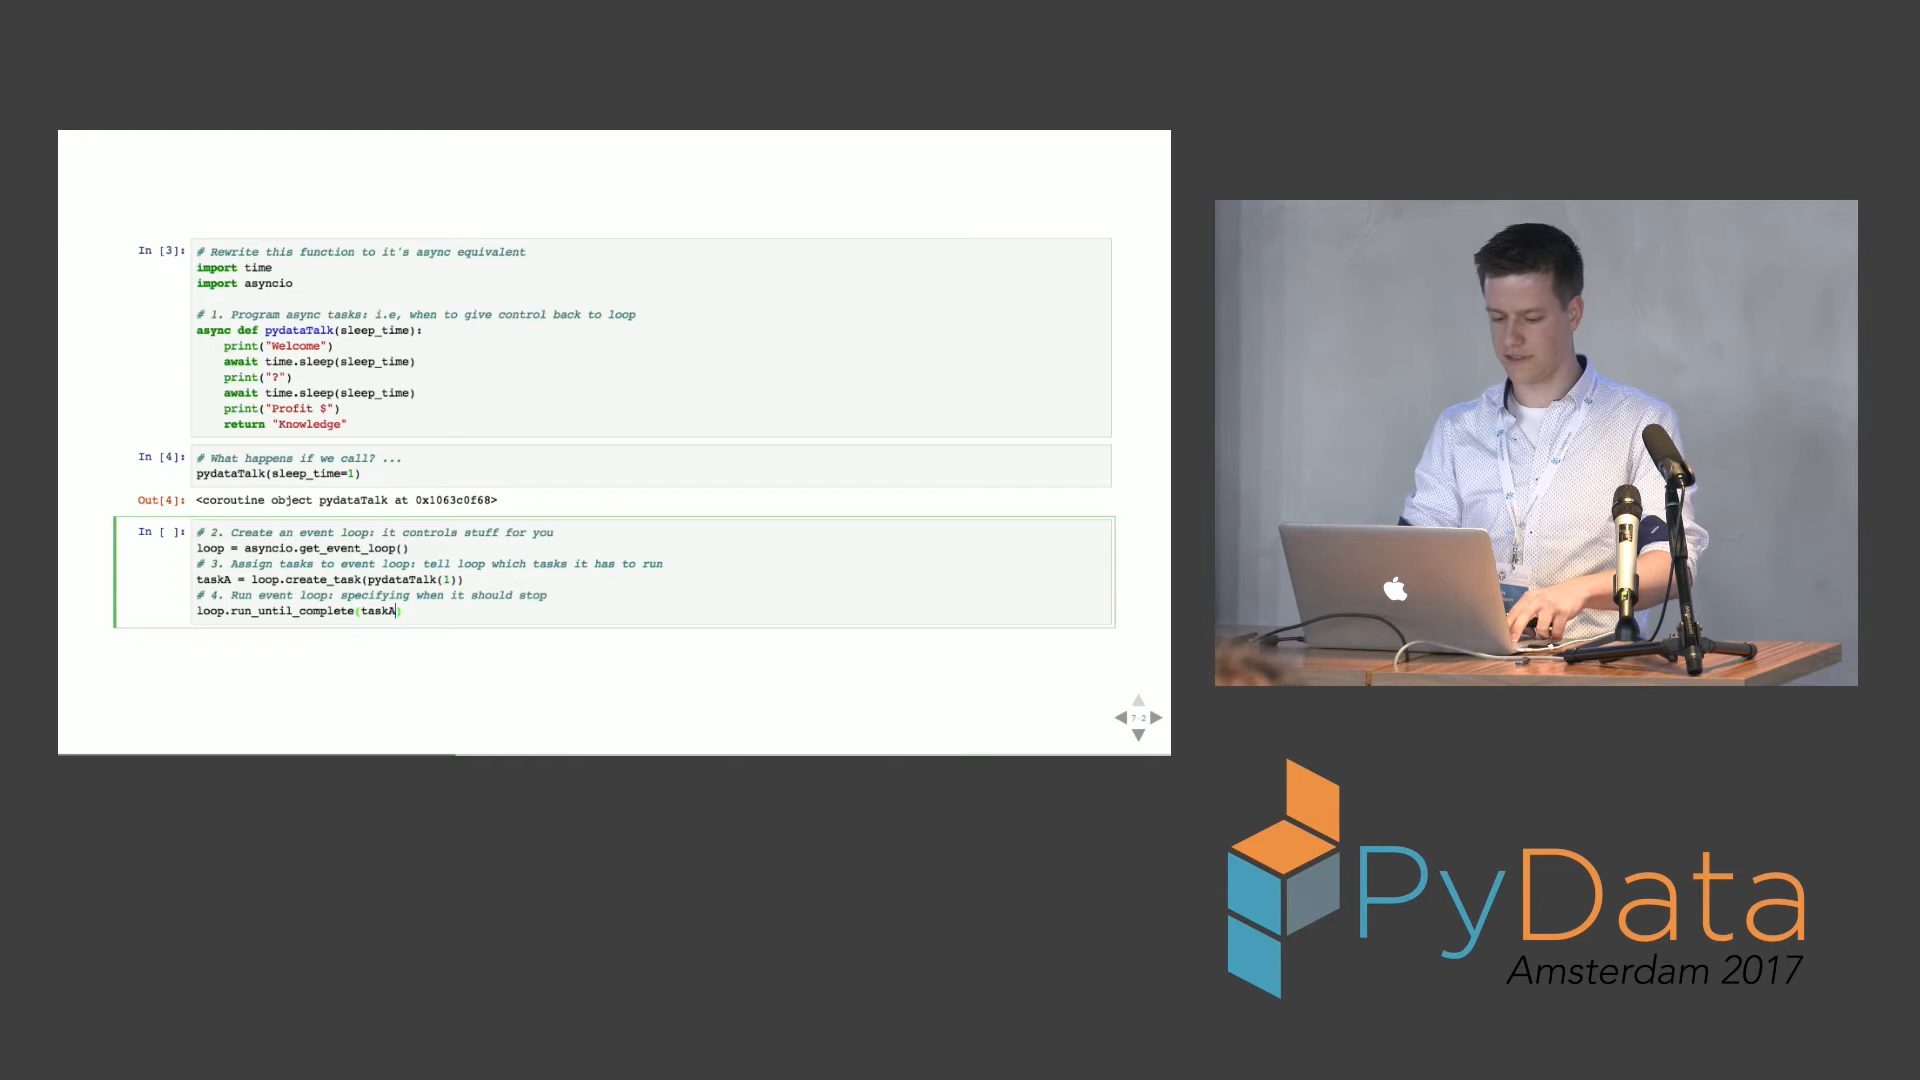 In [3]:
# Rewrite this function to it's async equivalent
import time
import asyncio
# 1. Program async tasks: i.e, when to give control back to loop
async def pydataTalk(sleep_time):
    print("Welcome")
    await time.sleep(sleep_time)
    print("?")
    await time.sleep(sleep_time)
    print("Profit $")
    return "Knowledge"
In [4]:
# What happens if we call? ...
pydataTalk(sleep_time=1)
Out[4]: <coroutine object pydataTalk at 0x1063c0f68>
In [ ]:
# 2. Create an event loop: it controls stuff for you
loop = asyncio.get_event_loop()
# 3. Assign tasks to event loop: tell loop which tasks it has to run
taskA = loop.create_task(pydataTalk(1))
# 4. Run event loop: specifying when it should stop
loop.run_until_complete(taskA)
7-2
PyData
Amsterdam 2017